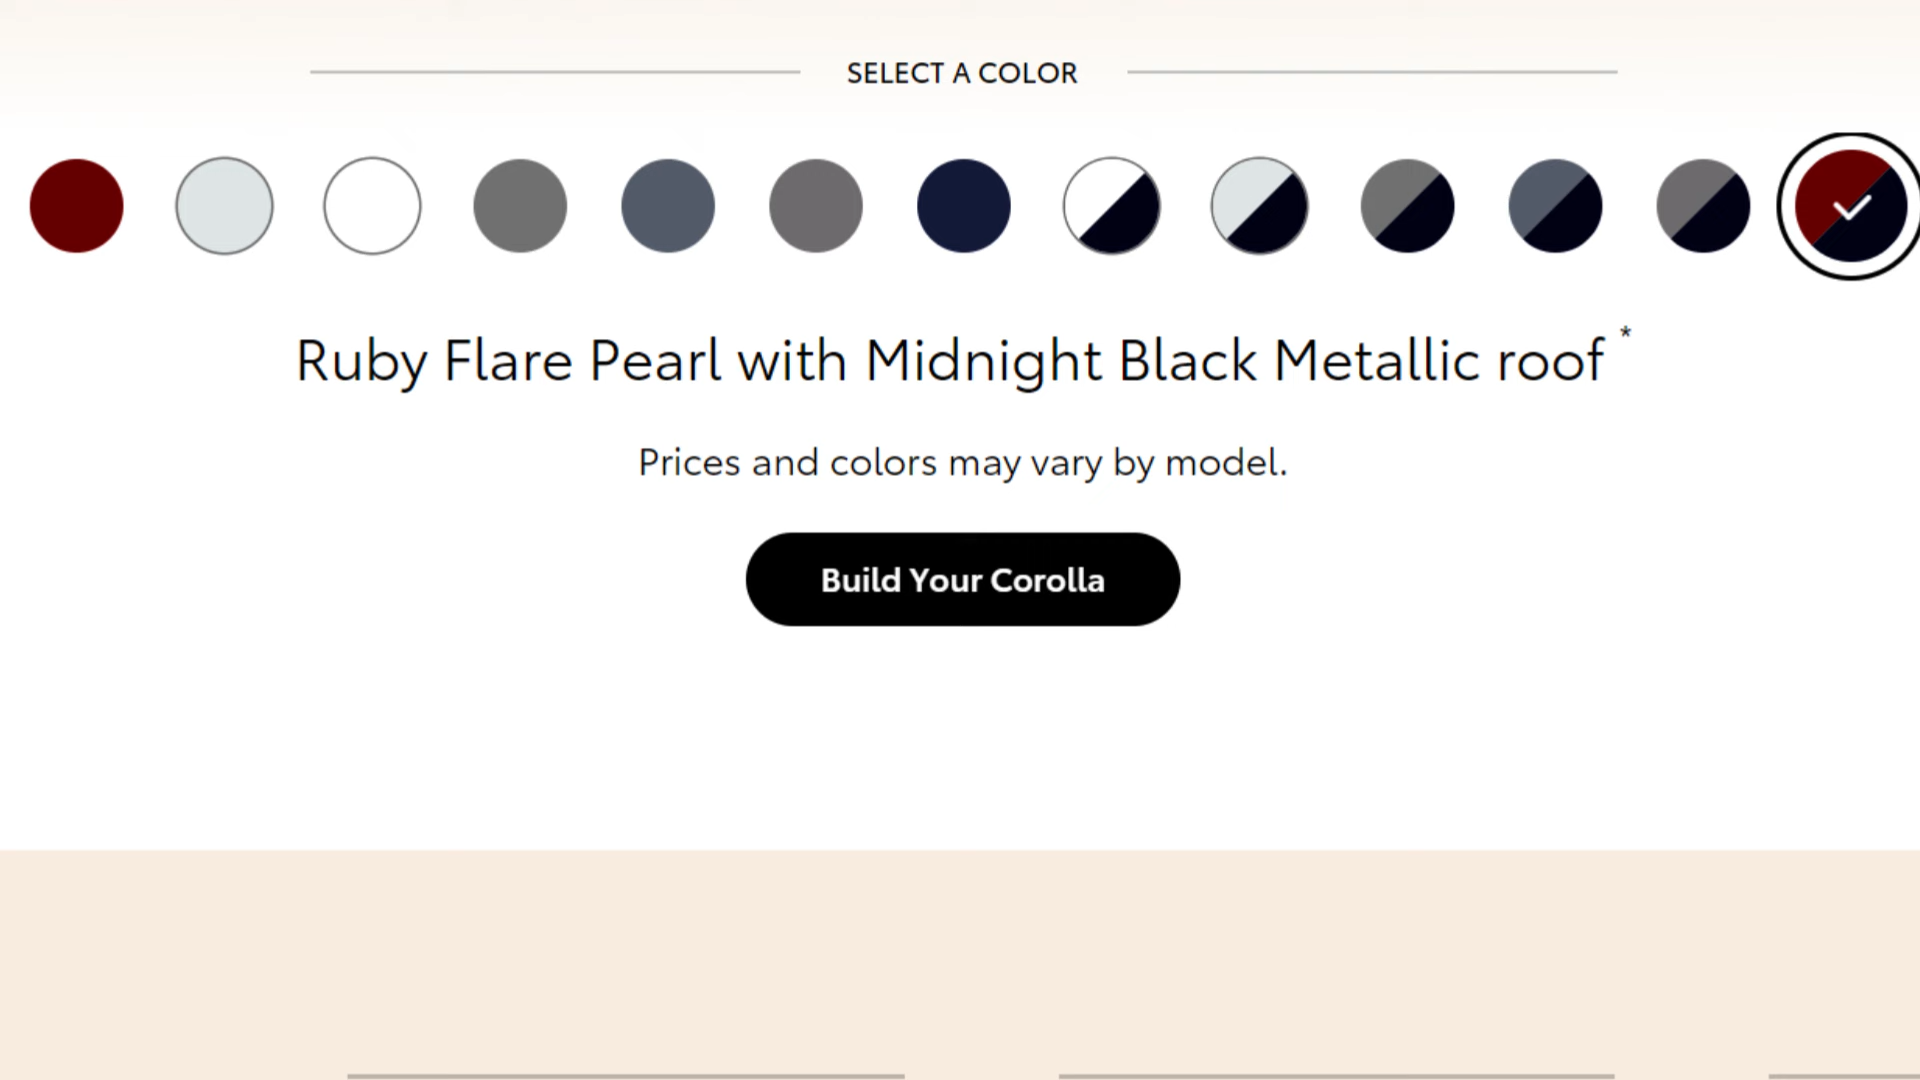 SELECT A COLOR
Ruby Flare Pearl with Midnight Black Metallic roof *
Prices and colors may vary by model.
Build Your Corolla